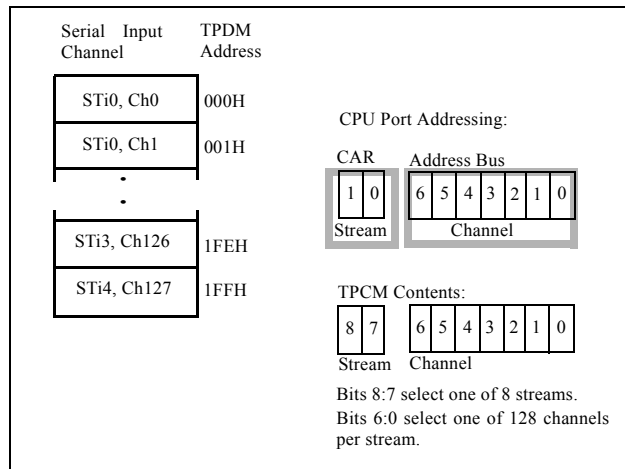 Serial Input Channel
TPDM Address
STi0, Ch0
000H
STi0, Ch1
001H
STi3, Ch126
1FEH
STi4, Ch127
1FFH
CPU Port Addressing:
CAR
Address Bus
1 0
6 5 4 3 2 1 0
Stream
Channel
TPCM Contents:
8 7
6 5 4 3 2 1 0
Stream
Channel
Bits 8:7 select one of 8 streams.
Bits 6:0 select one of 128 channels
per stream.